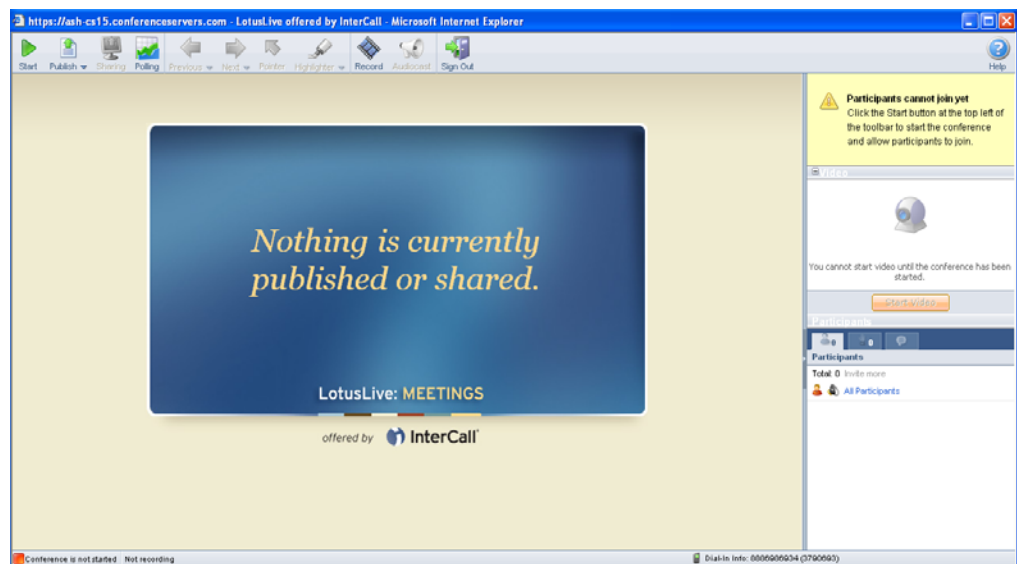 https://ash-cs15.conferenceservers.com - LotusLive offered by InterCall - Microsoft Internet Explorer
Start Publish Sharing Polling Previous Next Pointer Highlighter Record Audiocast Sign Out Help
Participants cannot join yet
Click the Start button at the top left of
the toolbar to start the conference
and allow participants to join.
Video
You cannot start video until the conference has been
started.
Start Video
Participants
0 0
Participants
Total: 0 Invite more
All Participants
Nothing is currently
published or shared.
LotusLive: MEETINGS
offered by InterCall
Conference is not started Not recording
Dial-In Info: 8886986934 (3790693)